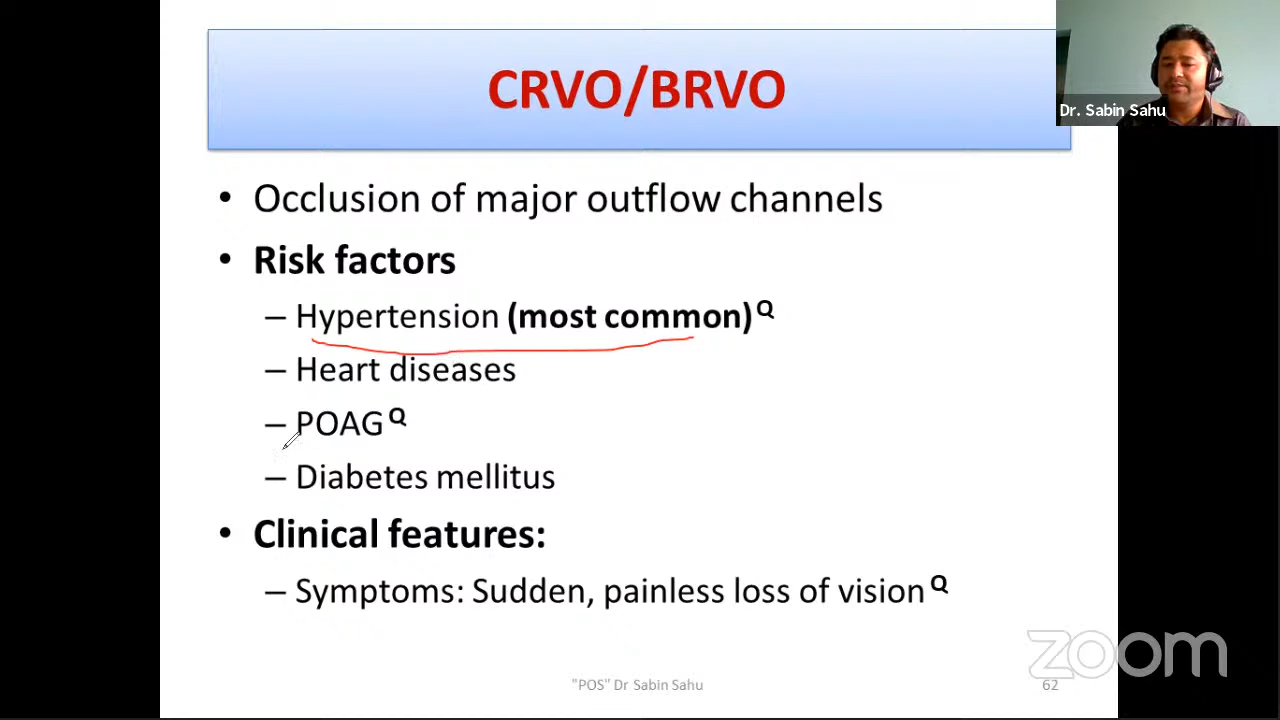 CRVO/BRVO
Dr. Sabin Sahu
• Occlusion of major outflow channels
• Risk factors
– Hypertension (most common)Q
– Heart diseases
– POAGQ
– Diabetes mellitus
• Clinical features:
– Symptoms: Sudden, painless loss of vision Q
zoom
"POS" Dr Sabin Sahu
62